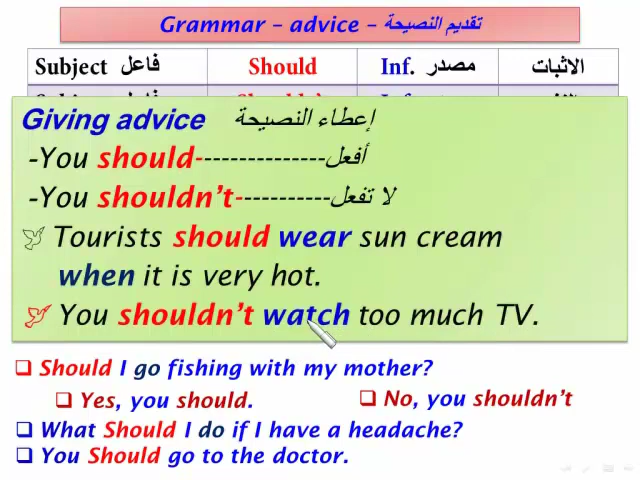 Grammar – advice – تقديم النصيحة
Subject فاعل Should Inf. مصدر الاثبات
Giving advice إعطاء النصيحة
-You should--------------أفعل
-You shouldn't----------لا تفعل
Tourists should wear sun cream
when it is very hot.
You shouldn't watch too much TV.
Should I go fishing with my mother?
Yes, you should. No, you shouldn't
What Should I do if I have a headache?
You Should go to the doctor.